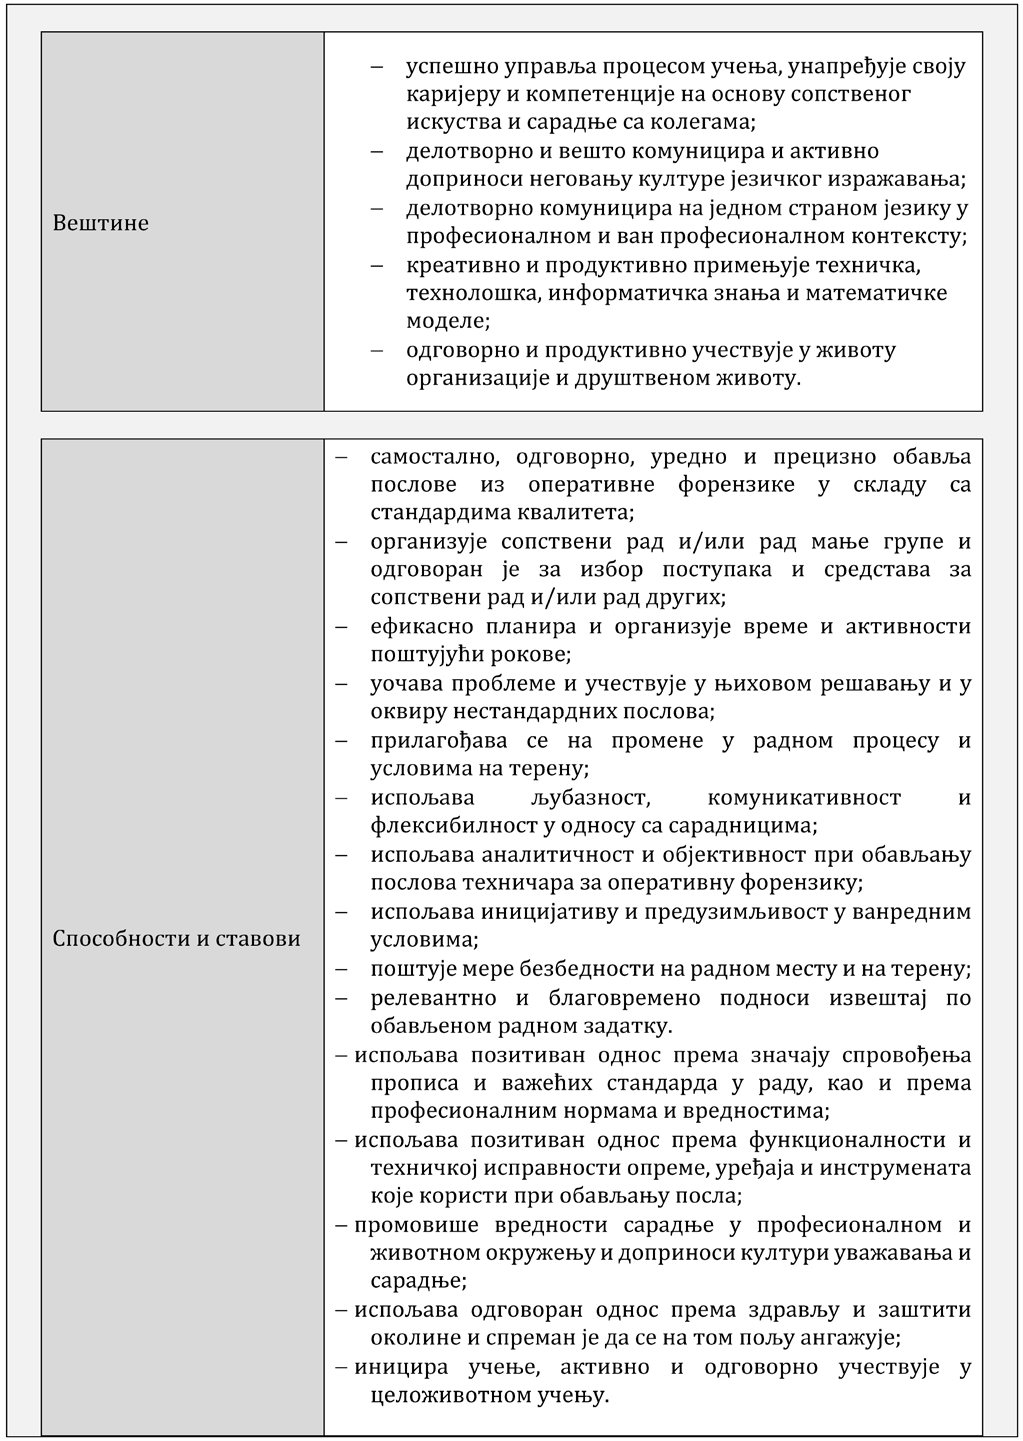 Вештине
– успешно управља процесом учења, унапређује своју
каријеру и компетенције на основу сопственог
искуства и сарадње са колегама;
– делотворно и вешто комуницира и активно
доприноси неговању културе језичког изражавања;
– делотворно комуницира на једном страном језику у
професионалном и ван професионалном контексту;
– креативно и продуктивно примењује техничка,
технолошка, информатичка знања и математичке
моделе;
– одговорно и продуктивно учествује у животу
организације и друштвеном животу.
Способности и ставови
– самостално, одговорно, уредно и прецизно обавља
послове из оперативне форензике у складу са
стандардима квалитета;
– организује сопствени рад и/или рад мање групе и
одговоран је за избор поступака и средстава за
сопствени рад и/или рад других;
– ефикасно планира и организује време и активности
поштујући рокове;
– уочава проблеме и учествује у њиховом решавању и у
оквиру нестандардних послова;
– прилагођава се на промене у радном процесу и
условима на терену;
– испољава љубазност, комуникативност и
флексибилност у односу са сарадницима;
– испољава аналитичност и објективност при обављању
послова техничара за оперативну форензику;
– испољава иницијативу и предузимљивост у ванредним
условима;
– поштује мере безбедности на радном месту и на терену;
– релевантно и благовремено подноси извештај по
обављеном радном задатку.
– испољава позитиван однос према значају спровођења
прописа и важећих стандарда у раду, као и према
професионалним нормама и вредностима;
– испољава позитиван однос према функционалности и
техничкој исправности опреме, уређаја и инструмената
које користи при обављању посла;
– промовише вредности сарадње у професионалном и
животном окружењу и доприноси култури уважавања и
сарадње;
– испољава одговоран однос према здрављу и заштити
околине и спреман је да се на том пољу ангажује;
– иницира учење, активно и одговорно учествује у
целоживотном учењу.